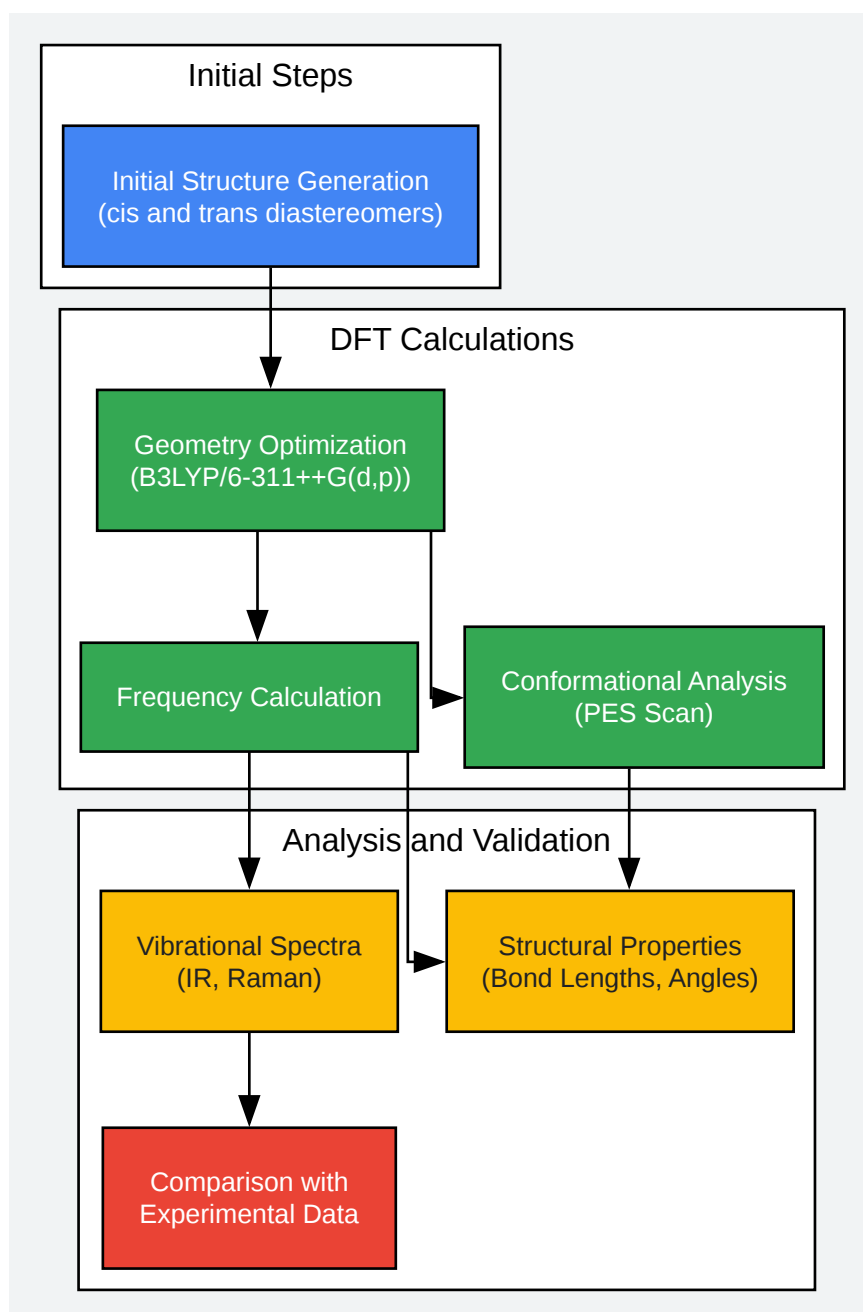 Initial Steps
Initial Structure Generation
(cis and trans diastereomers)
DFT Calculations
Geometry Optimization
(B3LYP/6-311++G(d,p))
Frequency Calculation
Conformational Analysis
(PES Scan)
Analysis and Validation
Vibrational Spectra
(IR, Raman)
Structural Properties
(Bond Lengths, Angles)
Comparison with
Experimental Data